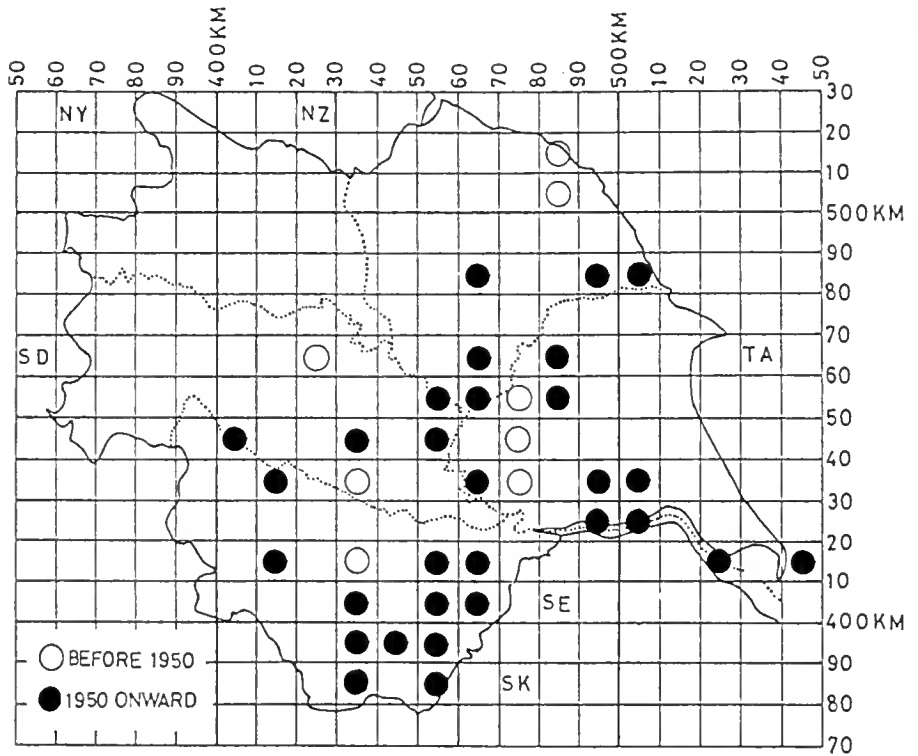 50 60 70 80 90 400KM 10 20 30 40 50 60 70 80 90 500KM 10 20 30 40 50
NY NZ 30
20
10
500KM
90
80
70
SD TA 60
50
40
30
20
10
SE
400KM
BEFORE 1950 90
1950 ONWARD SK 80
70